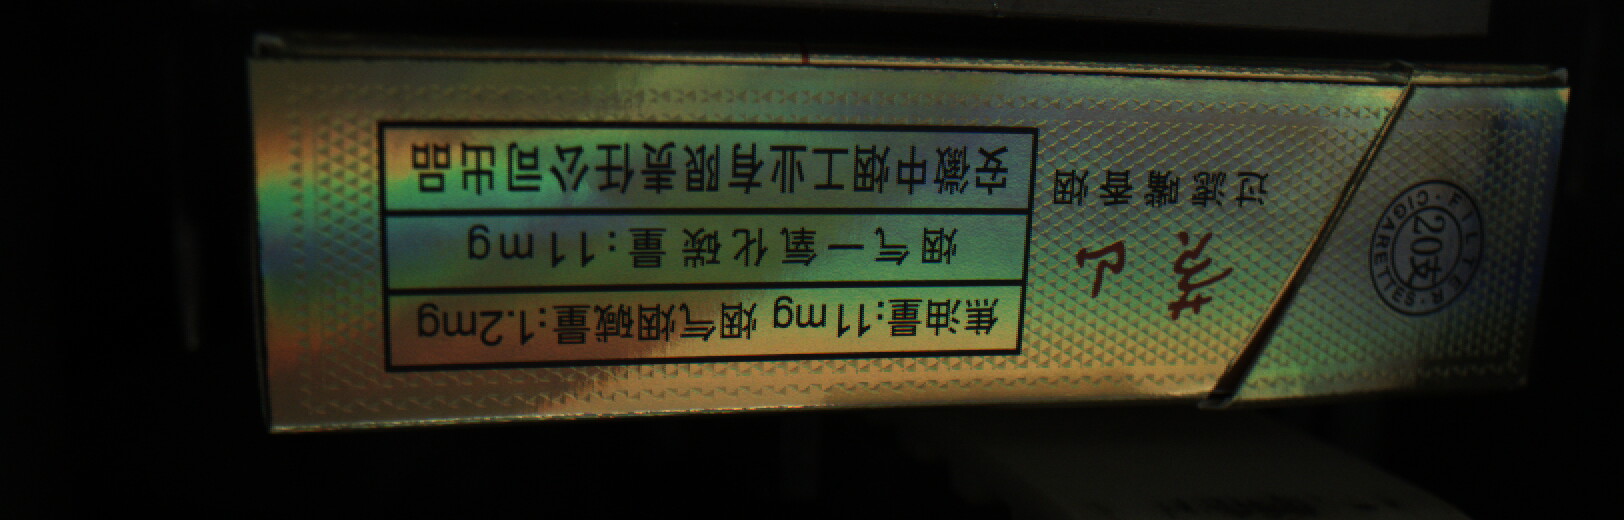 FILTER · CIGARETTES ·
20支
黄山
过滤嘴香烟
焦油量:11mg 烟气烟碱量:1.2mg
烟气一氧化碳量:11mg
安徽中烟工业有限责任公司出品